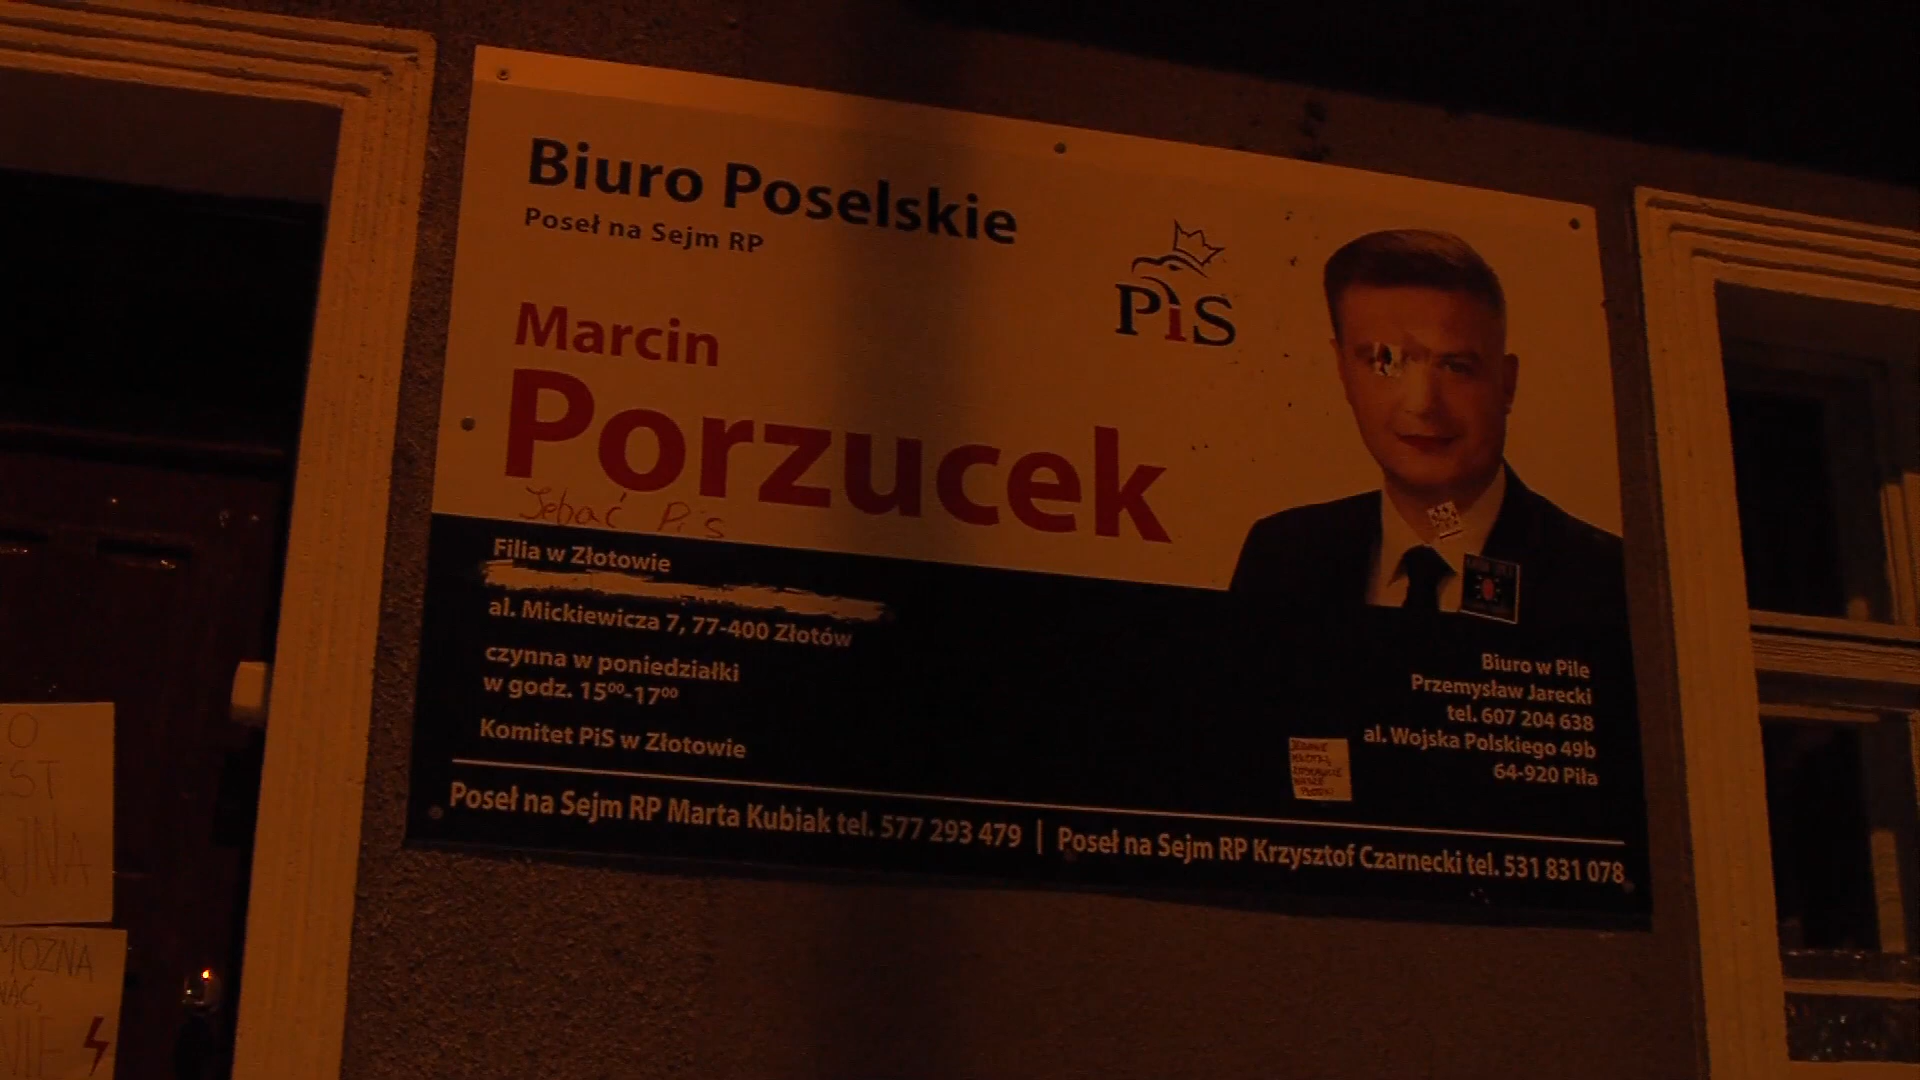 Biuro Poselskie
Poseł na Sejm RP
PiS
Marcin
Porzucek
Jebać PiS
Filia w Złotowie
al. Mickiewicza 7, 77-400 Złotów
czynna w poniedziałki
w godz. 15⁰⁰-17⁰⁰
Komitet PiS w Złotowie
Biuro w Pile
Przemysław Jarecki
tel. 607 204 638
al. Wojska Polskiego 49b
64-920 Piła
Poseł na Sejm RP Marta Kubiak tel. 577 293 479 | Poseł na Sejm RP Krzysztof Czarnecki tel. 531 831 078
MOŻNA